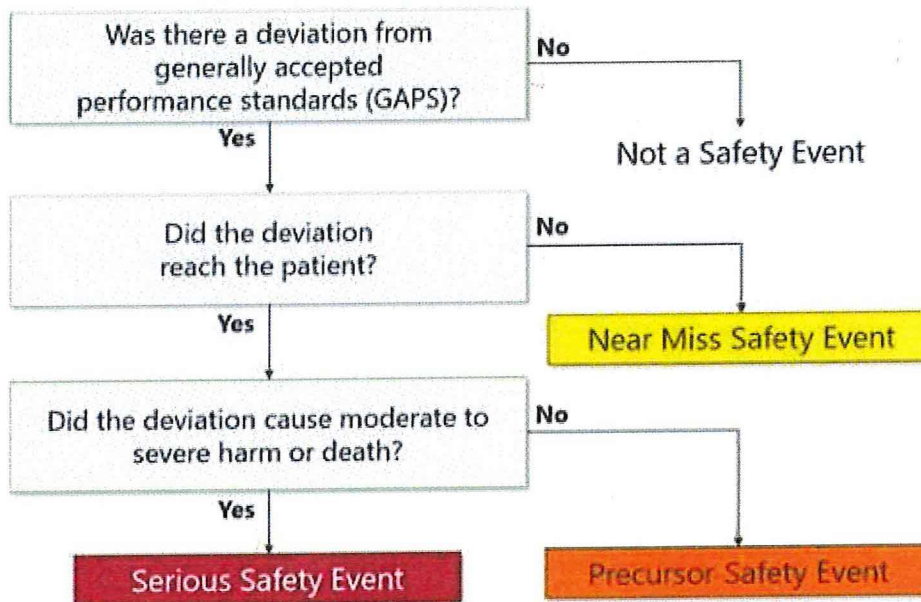 Was there a deviation from
generally accepted
performance standards (GAPS)?
No
Yes
Not a Safety Event
Did the deviation
reach the patient?
No
Yes
Near Miss Safety Event
Did the deviation cause moderate to
severe harm or death?
No
Yes
Serious Safety Event
Precursor Safety Event